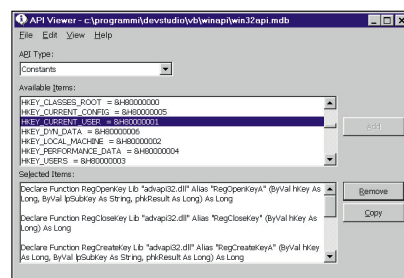 API Viewer - c:\programmi\devstudio\vb\winapi\win32api.mdb
File Edit View Help
API Type:
Constants
Available Items:
HKEY_CLASSES_ROOT = &H80000000
HKEY_CURRENT_CONFIG = &H80000005
HKEY_CURRENT_USER = &H80000001
HKEY_DYN_DATA = &H80000006
HKEY_LOCAL_MACHINE = &H80000002
HKEY_PERFORMANCE_DATA = &H80000004
HKEY_USERS = &H80000003
Add
Selected Items:
Declare Function RegOpenKey Lib "advapi32.dll" Alias "RegOpenKeyA" (ByVal hKey As
Long, ByVal lpSubKey As String, phkResult As Long) As Long
Declare Function RegCloseKey Lib "advapi32.dll" Alias "RegCloseKey" (ByVal hKey As
Long) As Long
Declare Function RegCreateKey Lib "advapi32.dll" Alias "RegCreateKeyA" (ByVal hKey
As Long, ByVal lpSubKey As String, phkResult As Long) As Long
Remove
Copy